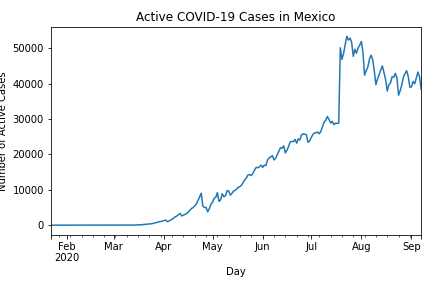 Active COVID-19 Cases in Mexico
Number of Active Cases
50000
40000
30000
20000
10000
0
Feb Mar Apr May Jun Jul Aug Sep
2020
Day